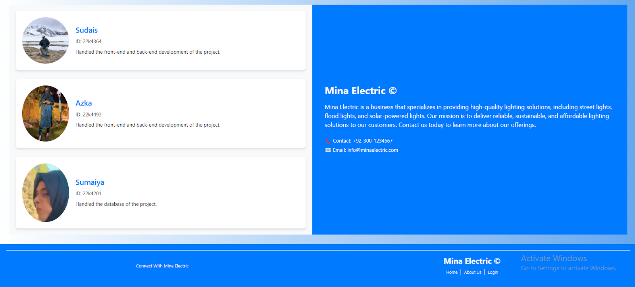 Sudais
ID: 22k4364
Handled the front-end and back-end development of the project.
Azka
ID: 22k4493
Handled the front-end and back-end development of the project.
Sumaiya
ID: 22k4201
Handled the database of the project.
Mina Electric ©
Mina Electric is a business that specializes in providing high-quality lighting solutions, including street lights,
flood lights, and solar-powered lights. Our mission is to deliver reliable, sustainable, and affordable lighting
solutions to our customers. Contact us today to learn more about our offerings.
Contact: +92-300-1234567
Email: info@minaelectric.com
Connect With Mina Electric
Mina Electric ©
Home | About Us | Login
Activate Windows
Go to Settings to activate Windows.